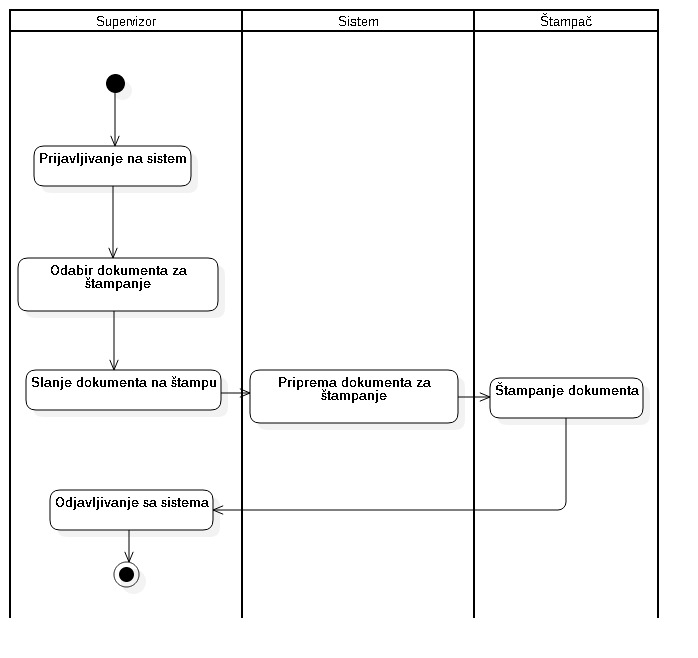 Supervizor
Sistem
Štampač
Prijavljivanje na sistem
Odabir dokumenta za
štampanje
Slanje dokumenta na štampu
Priprema dokumenta za
štampanje
Štampanje dokumenta
Odjavljivanje sa sistema